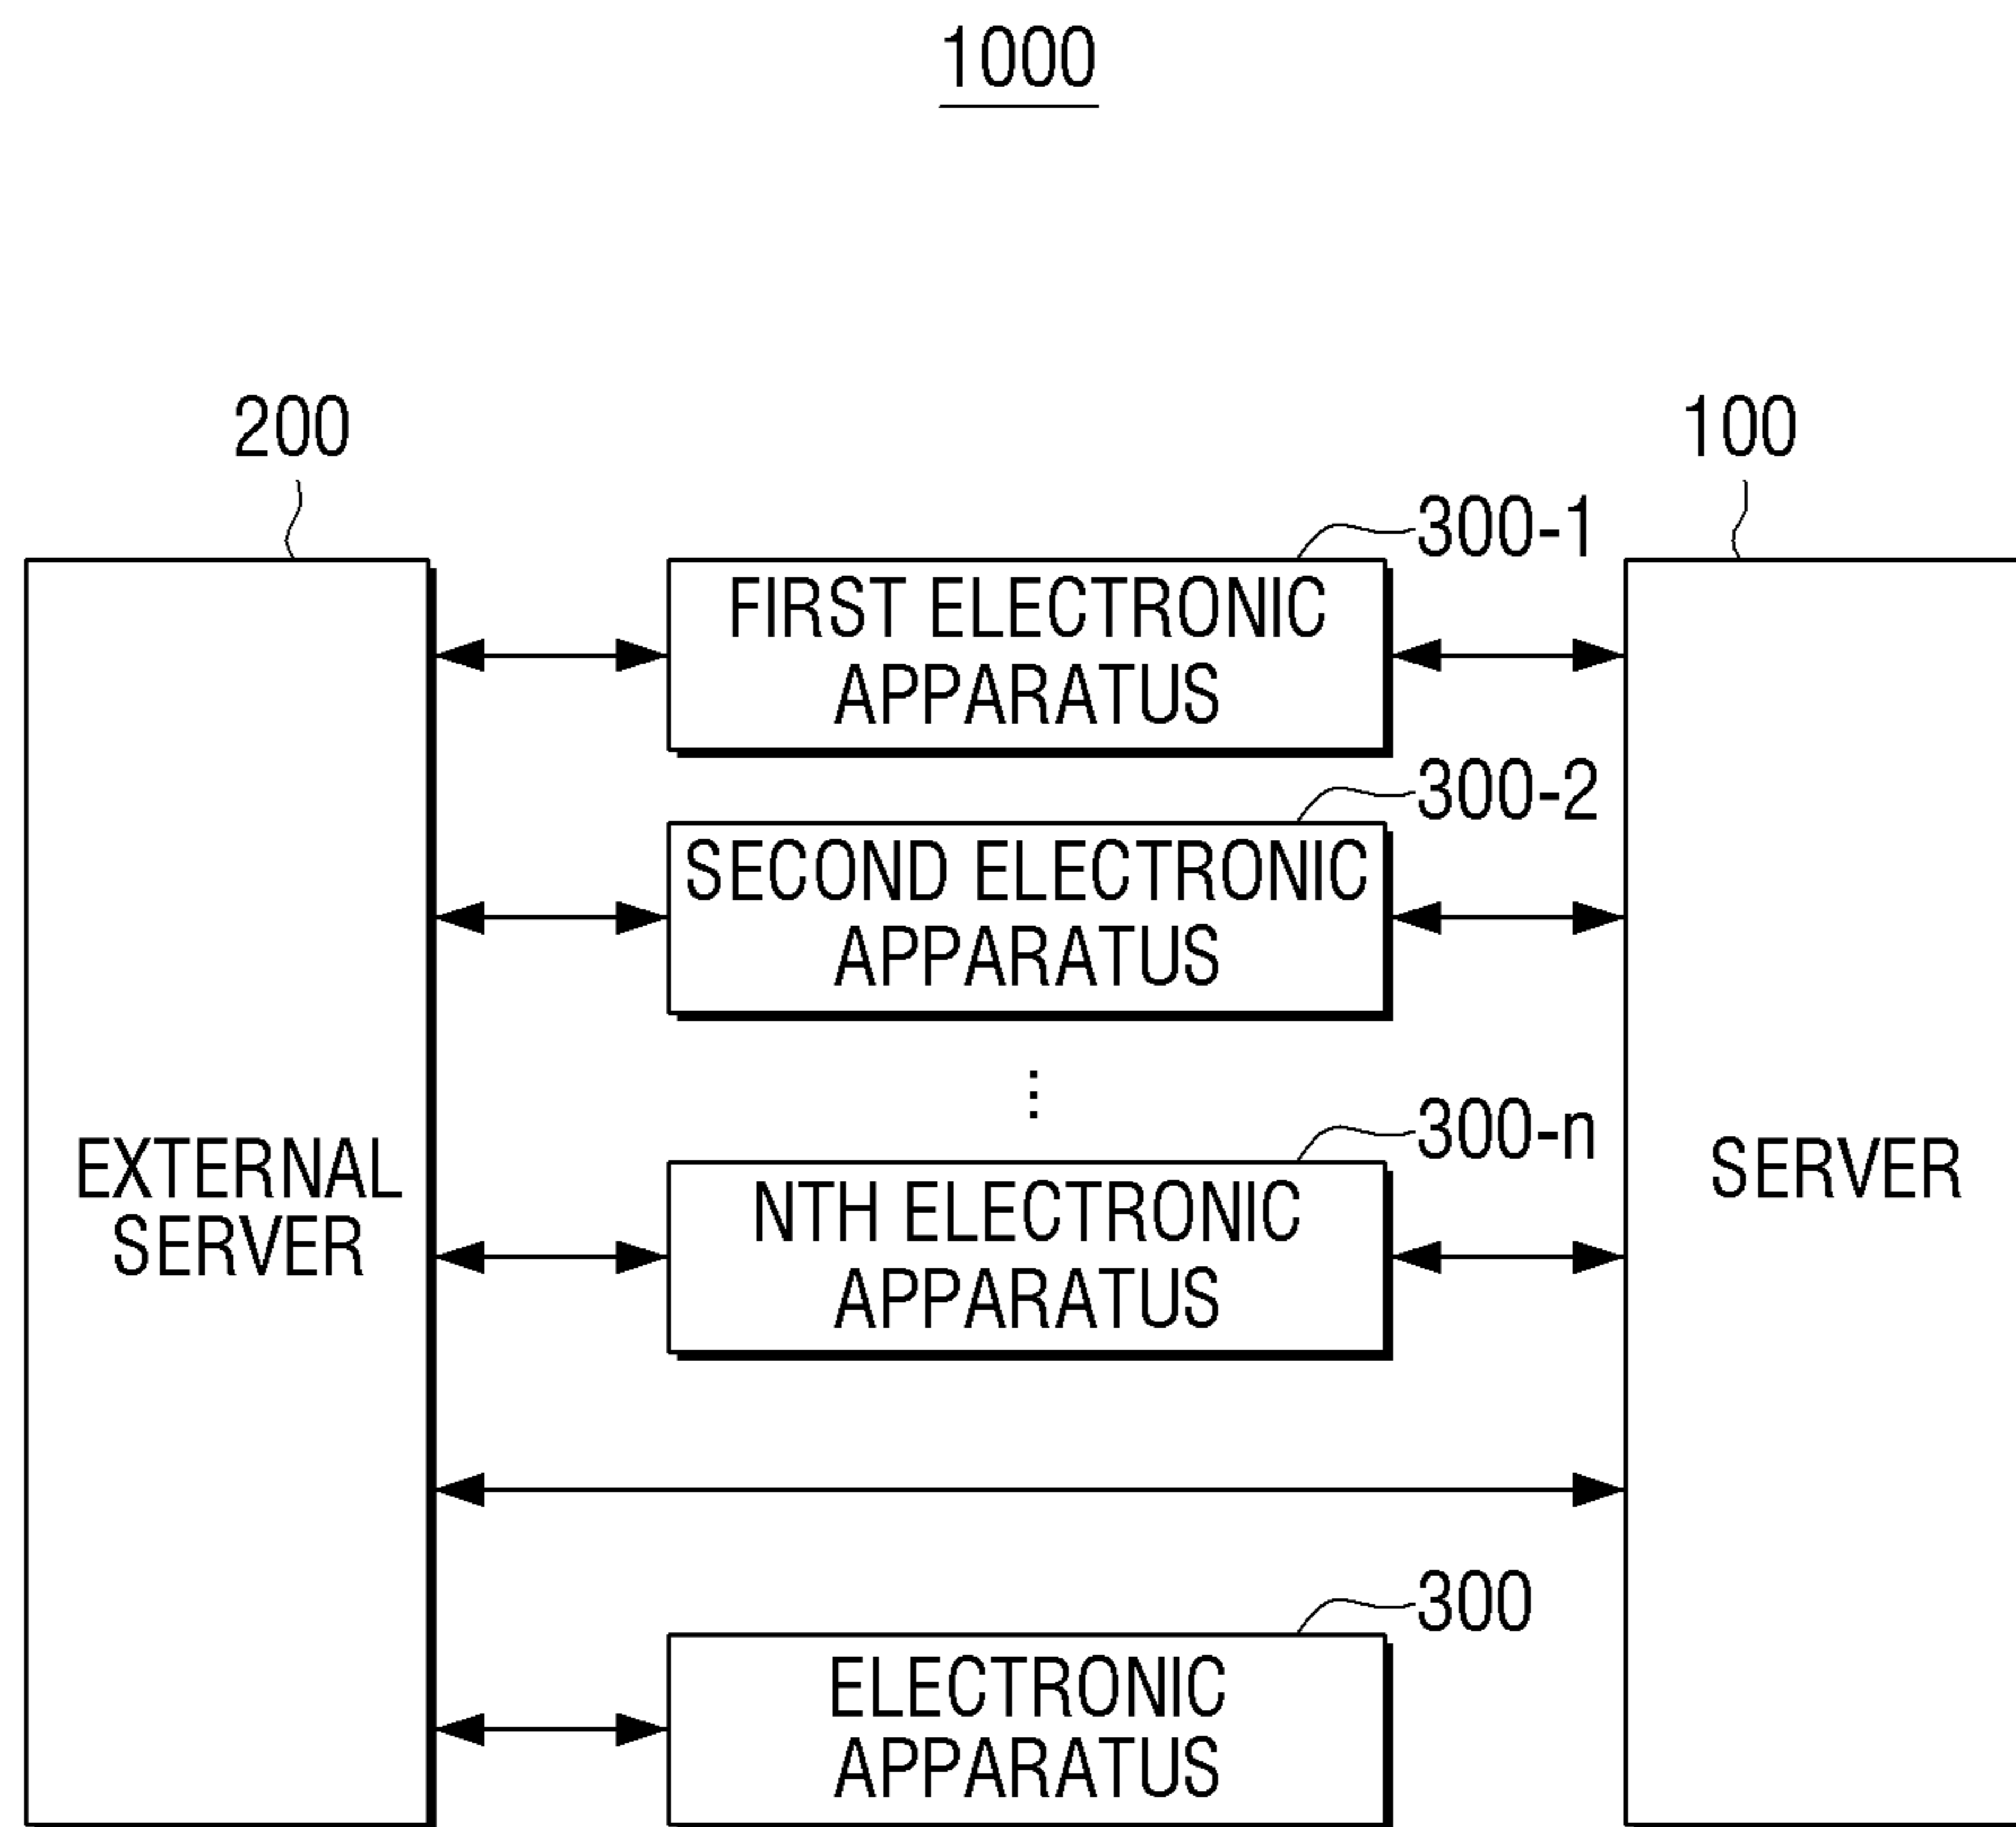 1000
200
100
300-1
FIRST ELECTRONIC
APPARATUS
300-2
SECOND ELECTRONIC
APPARATUS
300-n
NTH ELECTRONIC
APPARATUS
EXTERNAL
SERVER
SERVER
300
ELECTRONIC
APPARATUS